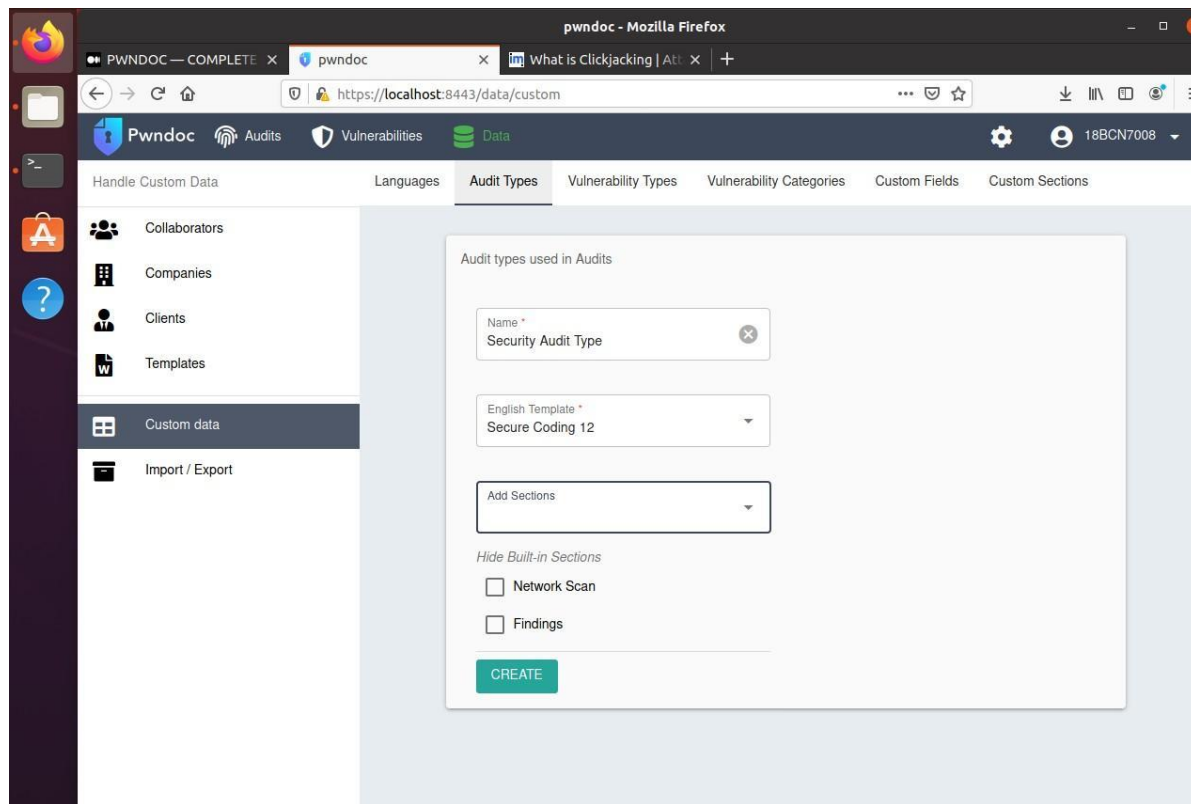 pwndoc - Mozilla Firefox
PWNDOC — COMPLETE
pwndoc
What is Clickjacking | Att
https://localhost:8443/data/custom
Pwndoc Audits Vulnerabilities Data 18BCN7008
Handle Custom Data Languages Audit Types Vulnerability Types Vulnerability Categories Custom Fields Custom Sections
Collaborators
Companies
Clients
Templates
Custom data
Import / Export
Audit types used in Audits
Name *
Security Audit Type
English Template *
Secure Coding 12
Add Sections
Hide Built-in Sections
Network Scan
Findings
CREATE